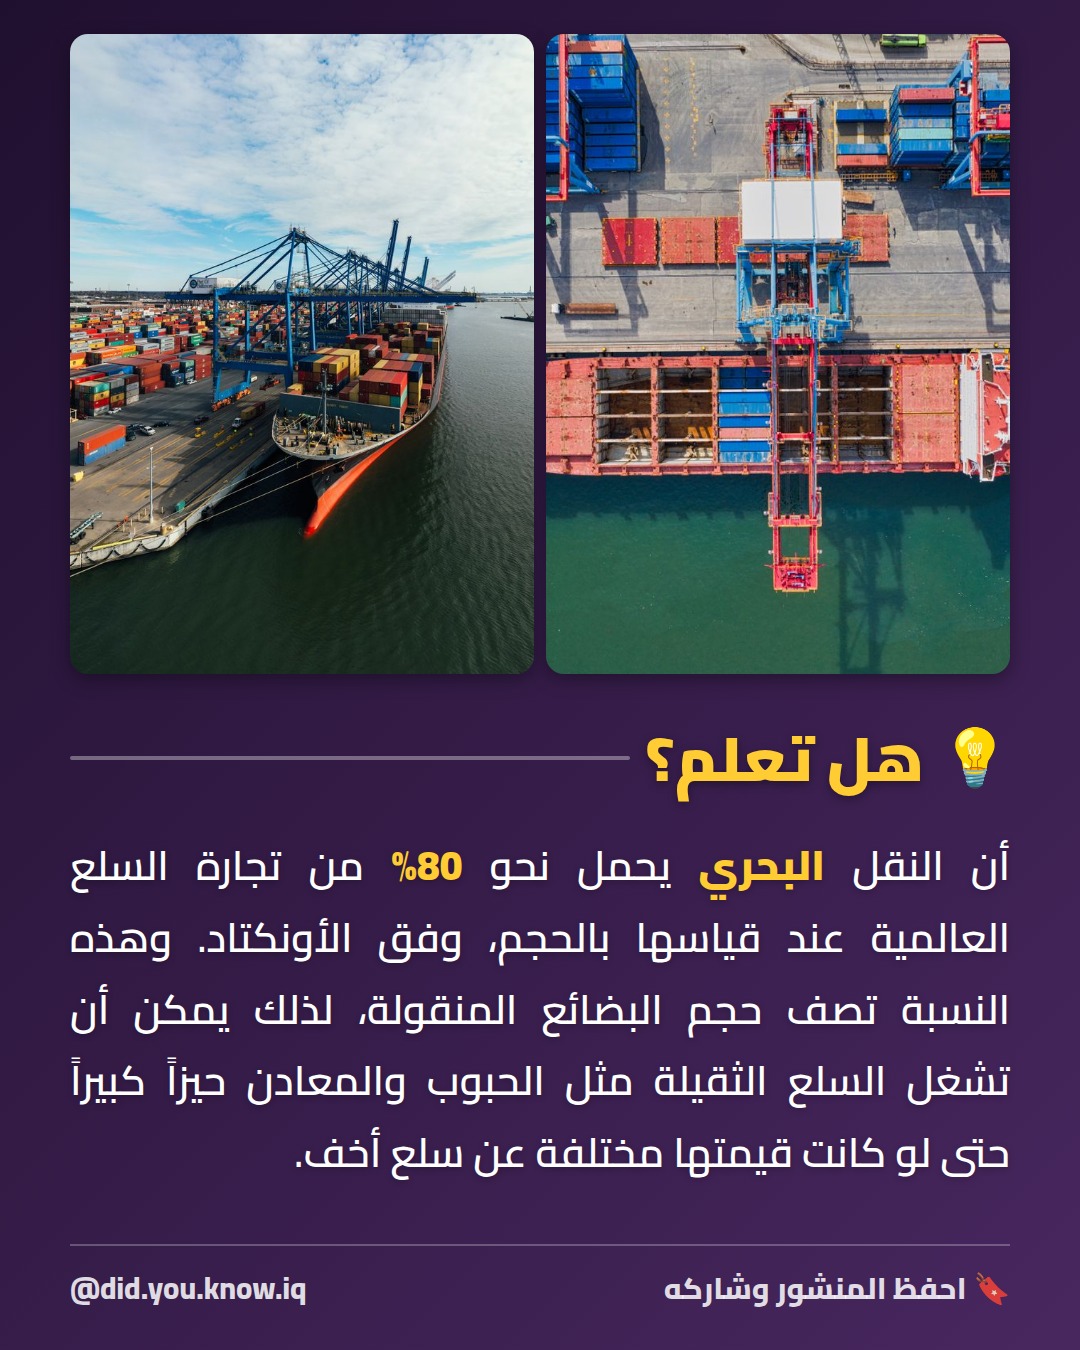 هل تعلم؟
أن النقل البحري يحمل نحو 80% من تجارة السلع
العالمية عند قياسها بالحجم، وفق الأونكتاد. وهذه
النسبة تصف حجم البضائع المنقولة، لذلك يمكن أن
تشغل السلع الثقيلة مثل الحبوب والمعادن حيزاً كبيراً
حتى لو كانت قيمتها مختلفة عن سلع أخف.
احفظ المنشور وشاركه
@did.you.know.iq